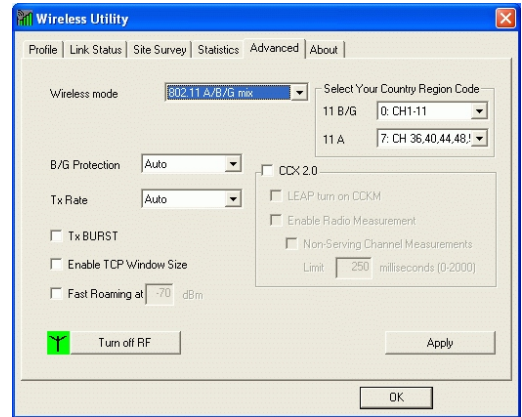 Wireless Utility
Profile Link Status Site Survey Statistics Advanced About
Wireless mode 802.11 A/B/G mix
Select Your Country Region Code
11 B/G 0: CH1-11
11 A 7: CH 36,40,44,48,
B/G Protection Auto
Tx Rate Auto
Tx BURST
Enable TCP Window Size
Fast Roaming at -70 dBm
CCX 2.0
LEAP turn on CCKM
Enable Radio Measurement
Non-Serving Channel Measurements
Limit 250 milliseconds (0-2000)
Turn off RF
Apply
OK